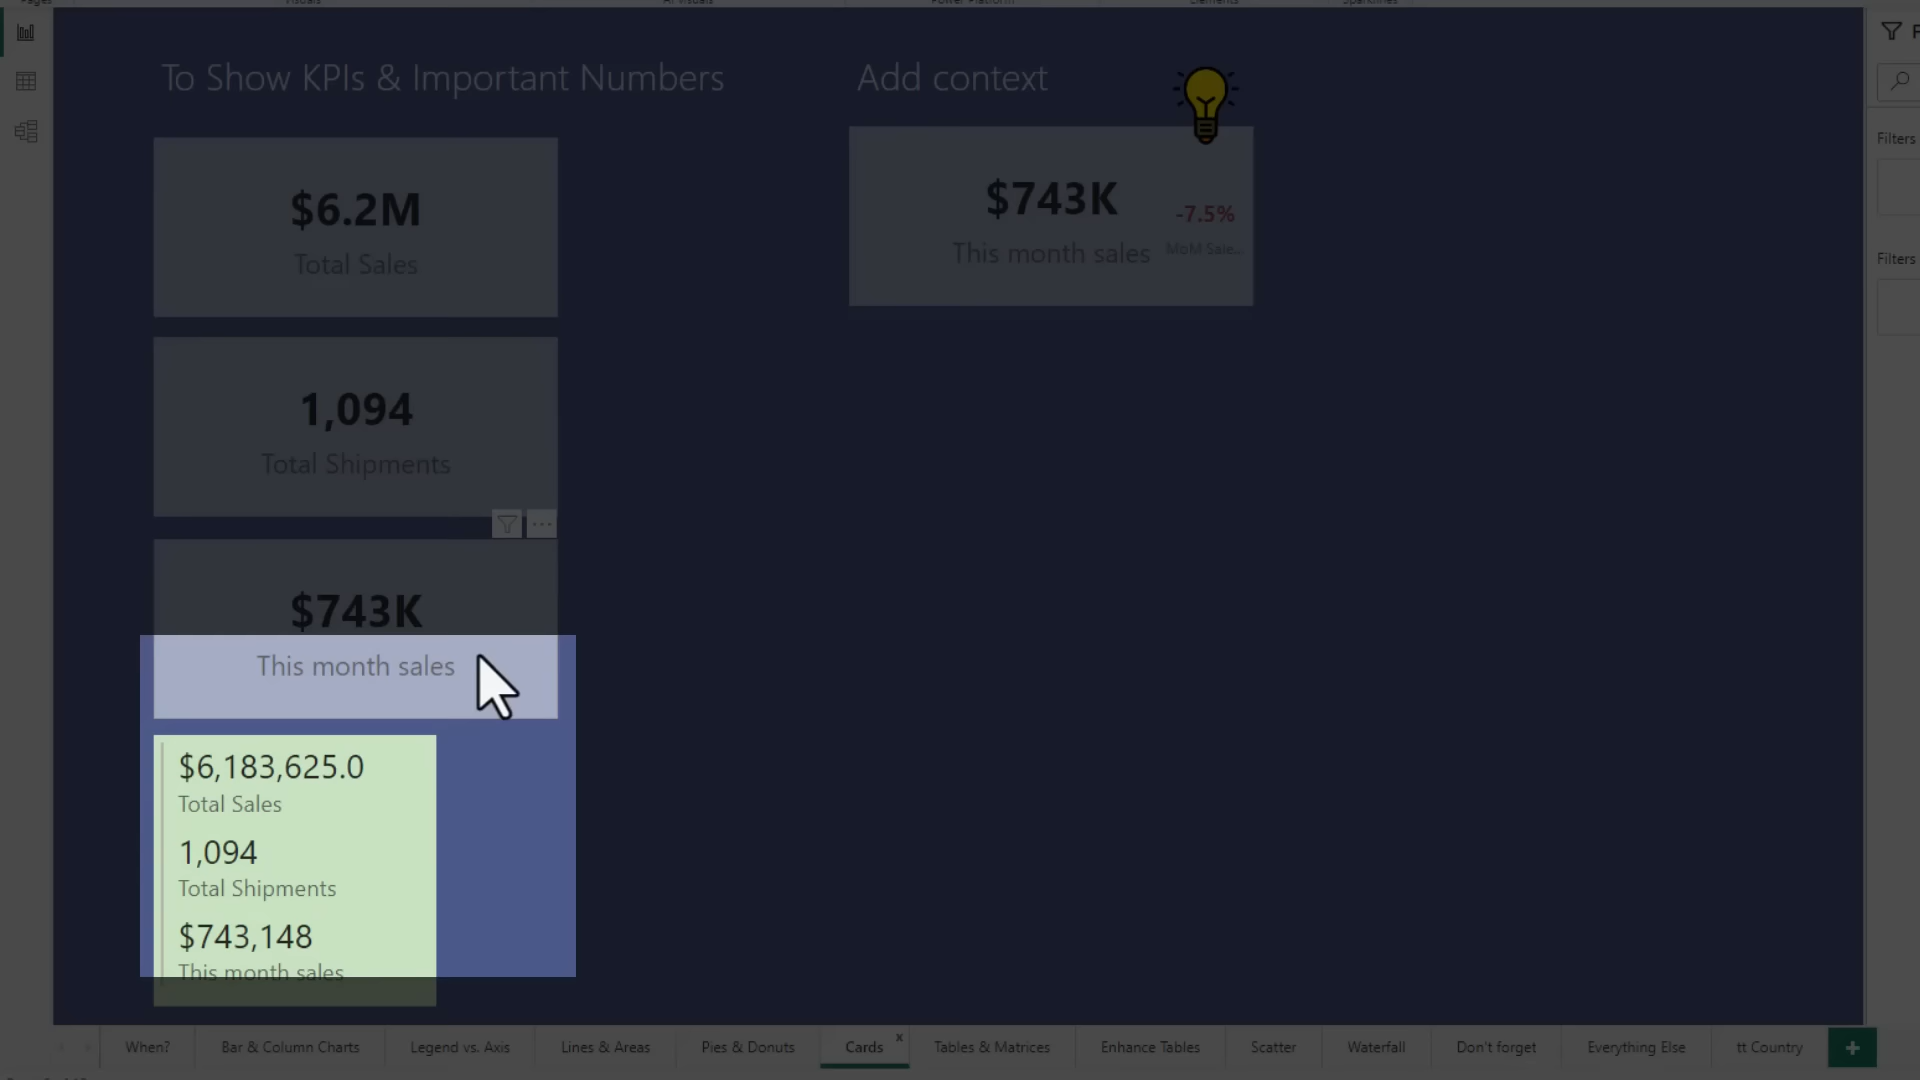 To Show KPIs & Important Numbers
Add context
$6.2M
Total Sales
1,094
Total Shipments
$743K
This month sales
$743K
This month sales
-7.5%
MoM Sale...
$6,183,625.0
Total Sales
1,094
Total Shipments
$743,148
This month sales
Filters
Filters
When?
Bar & Column Charts
Legend vs. Axis
Lines & Areas
Pies & Donuts
Cards
Tables & Matrices
Enhance Tables
Scatter
Waterfall
Don't forget
Everything Else
tt Country